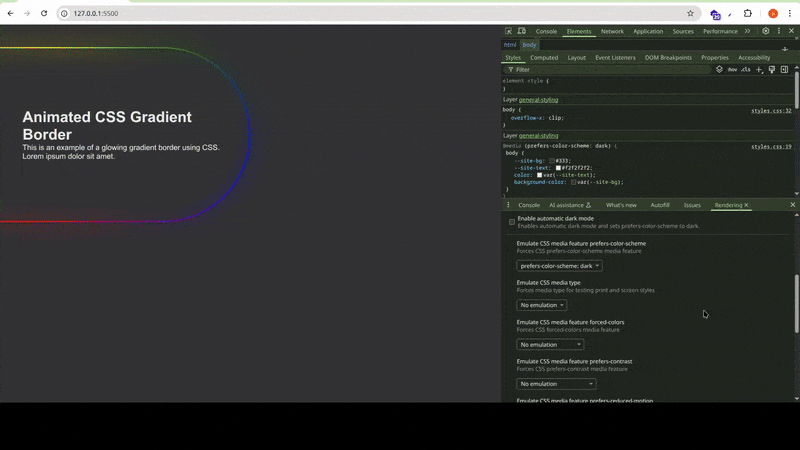 127.0.0.1:5500
Console Elements Network Application Sources Performance
html body
Animated CSS Gradient
Border
This is an example of a glowing gradient border using CSS.
Lorem ipsum dolor sit amet.
Styles Computed Layout Event Listeners DOM Breakpoints Properties Accessibility
Filter
:hov .cls
element.style {
}
Layer general-styling
body { styles.css:32
overflow-x: clip;
}
Layer general-styling
@media (prefers-color-scheme: dark) { styles.css:19
body {
--site-bg: #333;
--site-text: #f2f2f2f2;
color: var(--site-text);
background-color: var(--site-bg);
}
Console AI assistance What's new Autofill Issues Rendering
Enable automatic dark mode
Enables automatic dark mode and sets prefers-color-scheme to dark.
Emulate CSS media feature prefers-color-scheme
Forces CSS prefers-color-scheme media feature
prefers-color-scheme: dark
Emulate CSS media type
Forces media type for testing print and screen styles
No emulation
Emulate CSS media feature forced-colors
Forces CSS forced-colors media feature
No emulation
Emulate CSS media feature prefers-contrast
Forces CSS prefers-contrast media feature
No emulation
Emulate CSS media feature prefers-reduced-motion